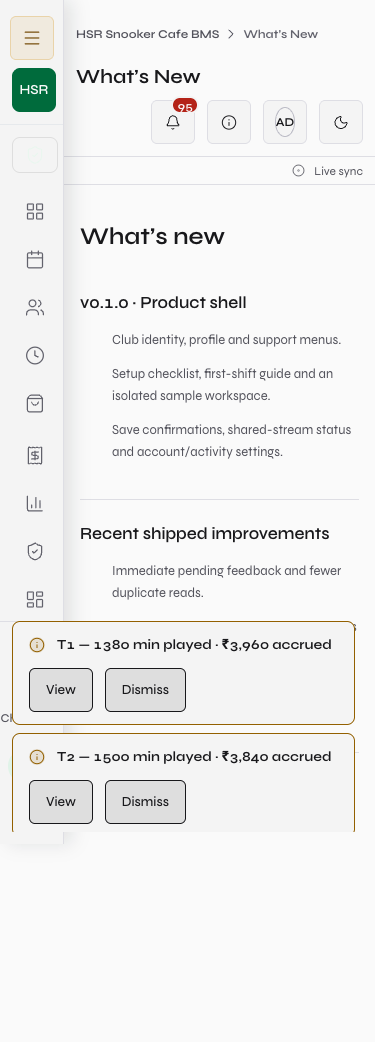 HSR Snooker Cafe BMS > What's New
What's New
HSR
95
AD
Live sync
What's new
v0.1.0 · Product shell
Club identity, profile and support menus.
Setup checklist, first-shift guide and an
isolated sample workspace.
Save confirmations, shared-stream status
and account/activity settings.
Recent shipped improvements
Immediate pending feedback and fewer
duplicate reads.
T1 — 1380 min played · ₹3,960 accrued
View
Dismiss
T2 — 1500 min played · ₹3,840 accrued
View
Dismiss